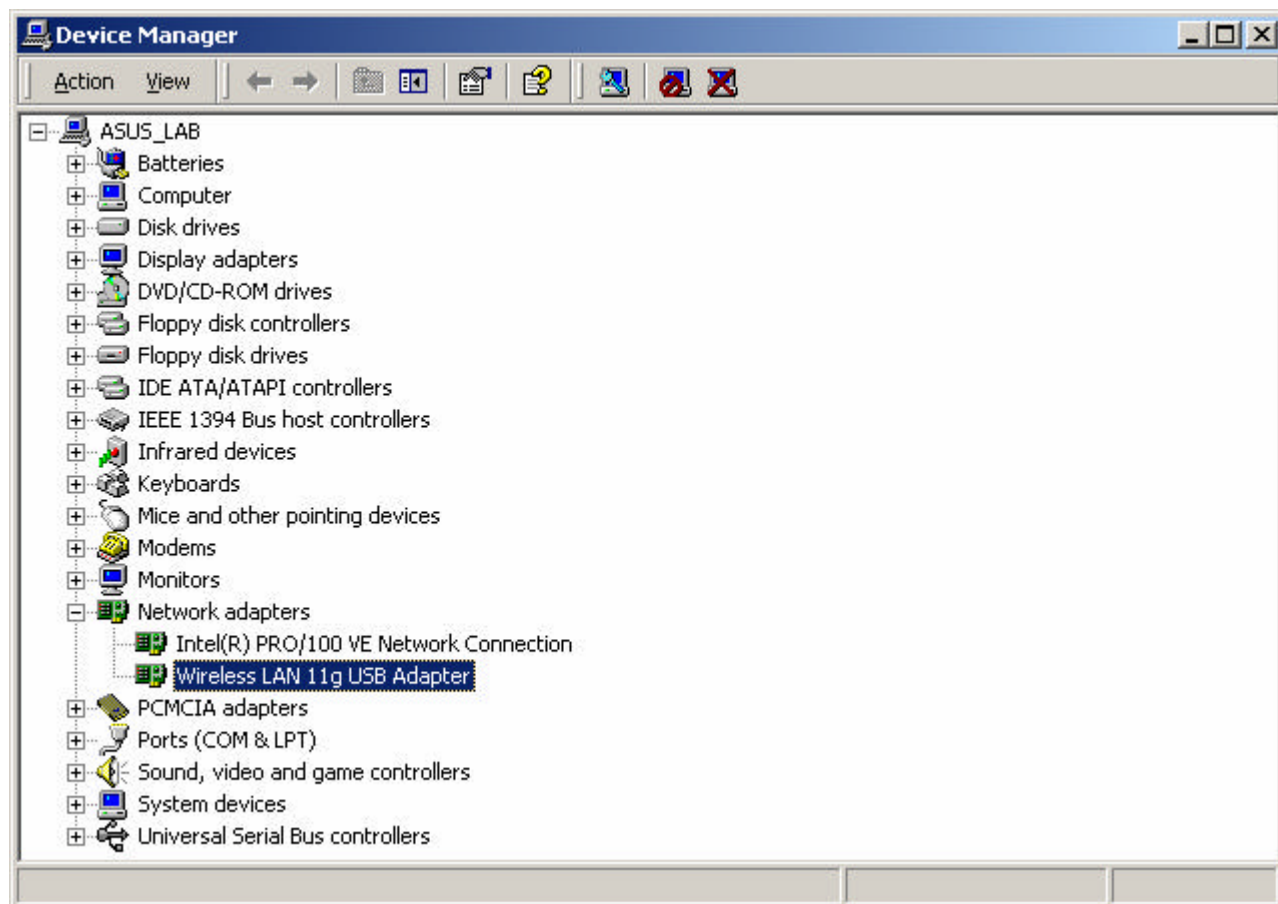 Device Manager
Action View
ASUS_LAB
Batteries
Computer
Disk drives
Display adapters
DVD/CD-ROM drives
Floppy disk controllers
Floppy disk drives
IDE ATA/ATAPI controllers
IEEE 1394 Bus host controllers
Infrared devices
Keyboards
Mice and other pointing devices
Modems
Monitors
Network adapters
Intel(R) PRO/100 VE Network Connection
Wireless LAN 11g USB Adapter
PCMCIA adapters
Ports (COM & LPT)
Sound, video and game controllers
System devices
Universal Serial Bus controllers